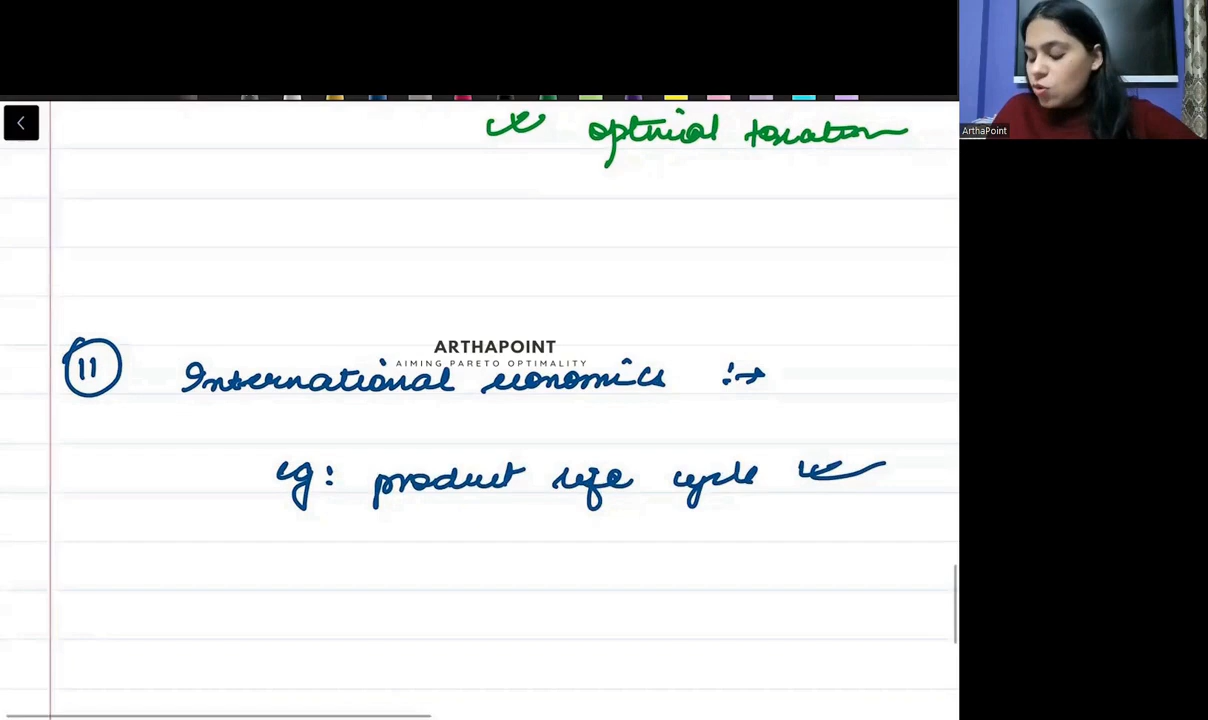 optimal taxation
ArthaPoint
ARTHAPOINT
AIMING PARETO OPTIMALITY
11 International economics :→
eg: product life cycle